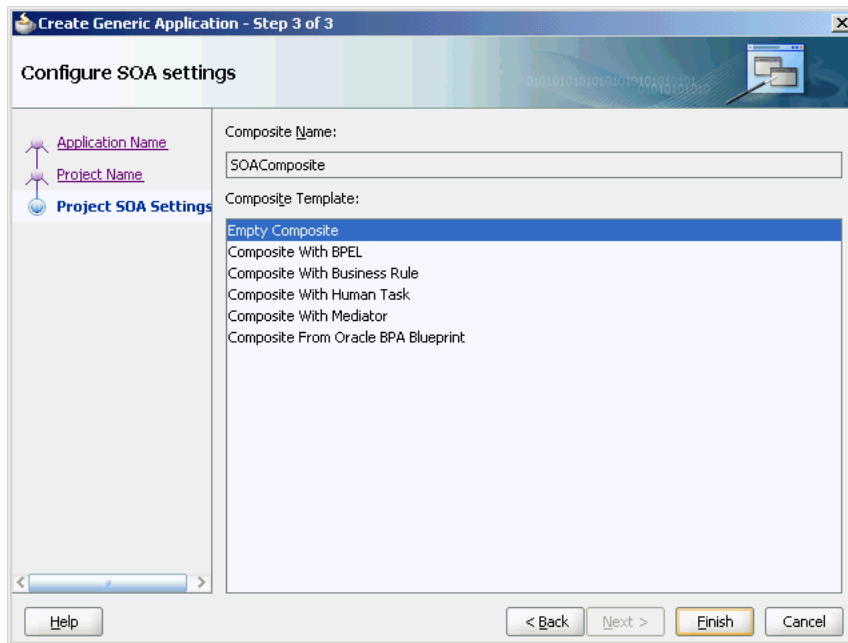 Create Generic Application - Step 3 of 3
Configure SOA settings
Application Name
Project Name
Project SOA Settings
Composite Name:
SOAComposite
Composite Template:
Empty Composite
Composite With BPEL
Composite With Business Rule
Composite With Human Task
Composite With Mediator
Composite From Oracle BPA Blueprint
Help
< Back
Next >
Finish
Cancel